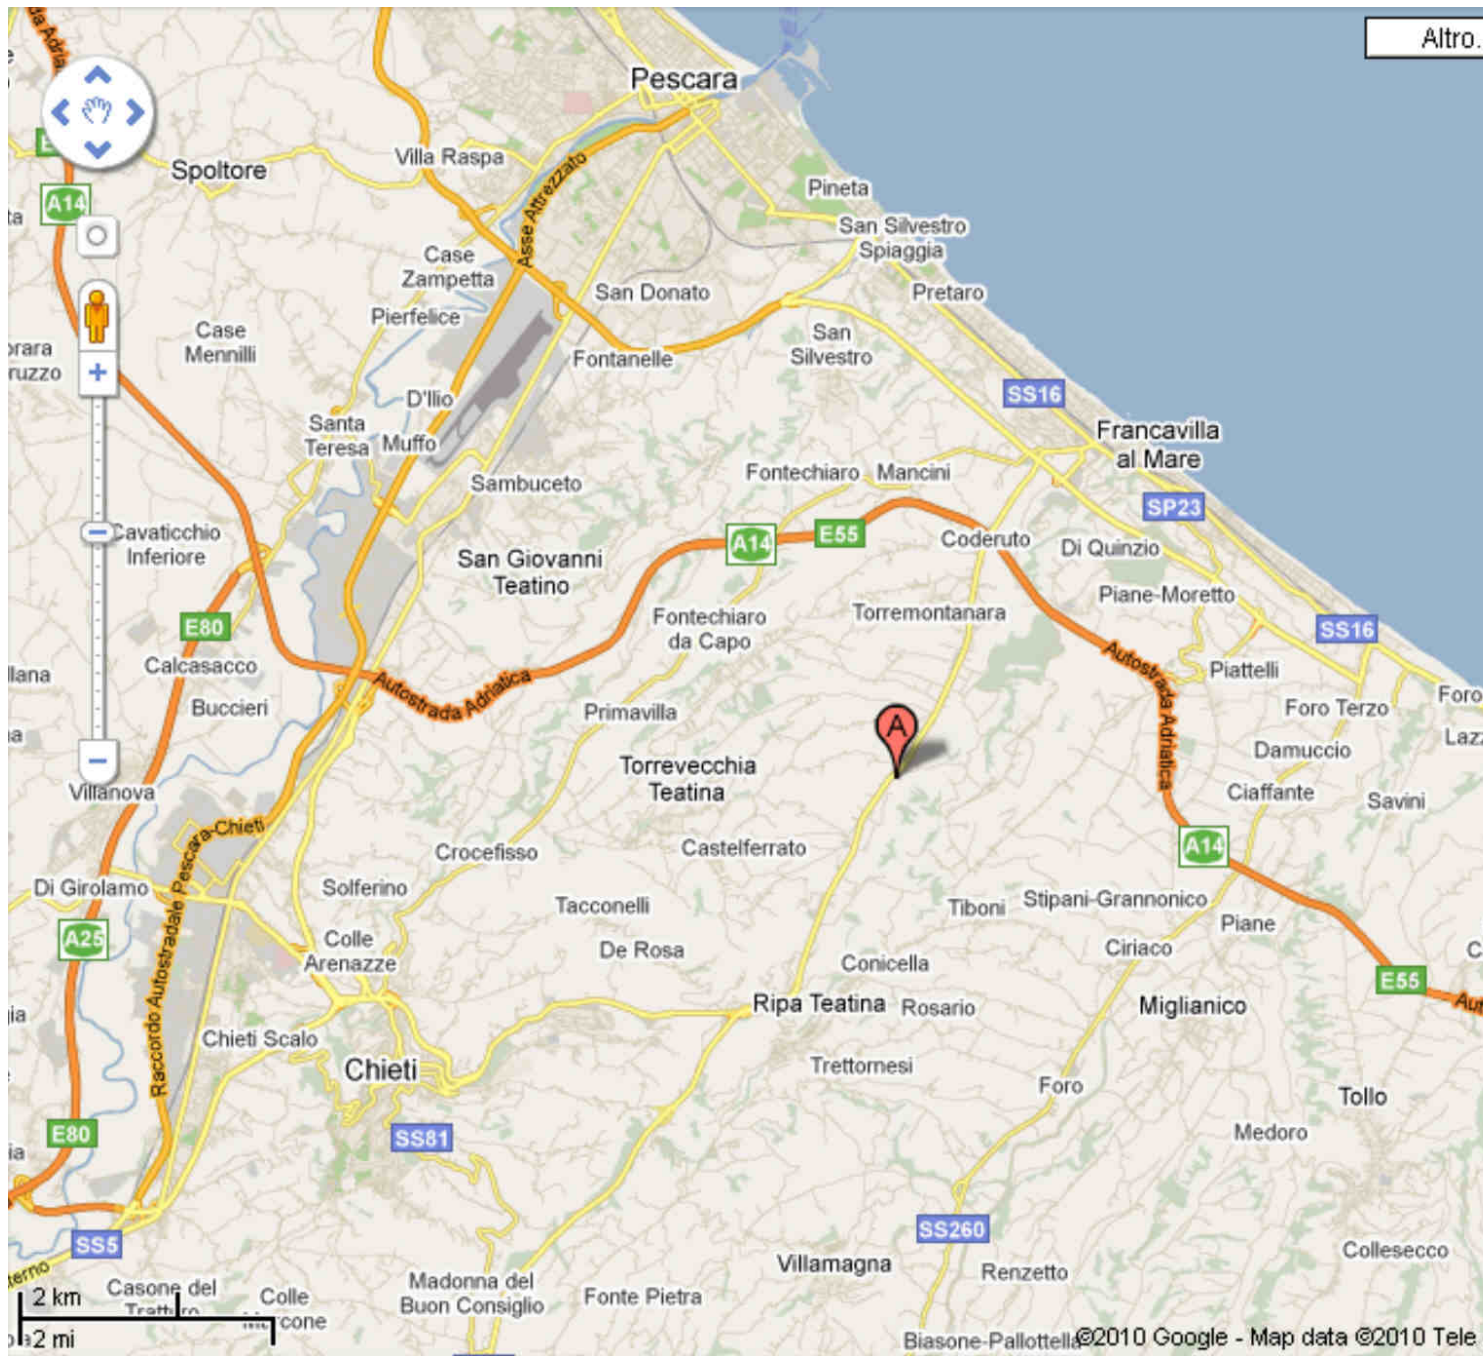 Altro.
Pescara
Villa Raspa
Spoltore
Asse Attrezzato
Pineta
A14
San Silvestro
Spiaggia
Case
Zampetta
San Donato
Pretaro
Pierfelice
Case
Mennilli
San
Silvestro
Fontanelle
D'Ilio
SS16
Santa
Teresa
Muffo
Francavilla
al Mare
Sambuceto
Fontechiaro
Mancini
SP23
Cavaticchio
Inferiore
San Giovanni
Teatino
A14
E55
Coderuto
Di Quinzio
Piane-Moretto
E80
Fontechiaro
da Capo
Torremontanara
SS16
Calcasacco
Autostrada Adriatica
Autostrada Adriatica
Piattelli
Buccieri
Primavilla
Foro Terzo
Foro
A
Damuccio
Torrevecchia
Teatina
Villanova
Ciaffante
Savini
Raccordo Autostradale Pescara-Chieti
Crocefisso
Castelferrato
A14
Di Girolamo
Solferino
Tacconelli
Tiboni
Stipani-Grannonico
Piane
A25
Colle
Arenazze
De Rosa
Conicella
Ciriaco
E55
Ripa Teatina
Rosario
Miglianico
Chieti Scalo
Chieti
Trettornesi
Foro
Tollo
E80
SS81
Medoro
SS260
SS5
Villamagna
Renzetto
Collesecco
Casone del
Tratturo
Colle
Madonna del
Buon Consiglio
Fonte Pietra
2 km
2 mi
Biasone-Pallottella
©2010 Google - Map data ©2010 Tele